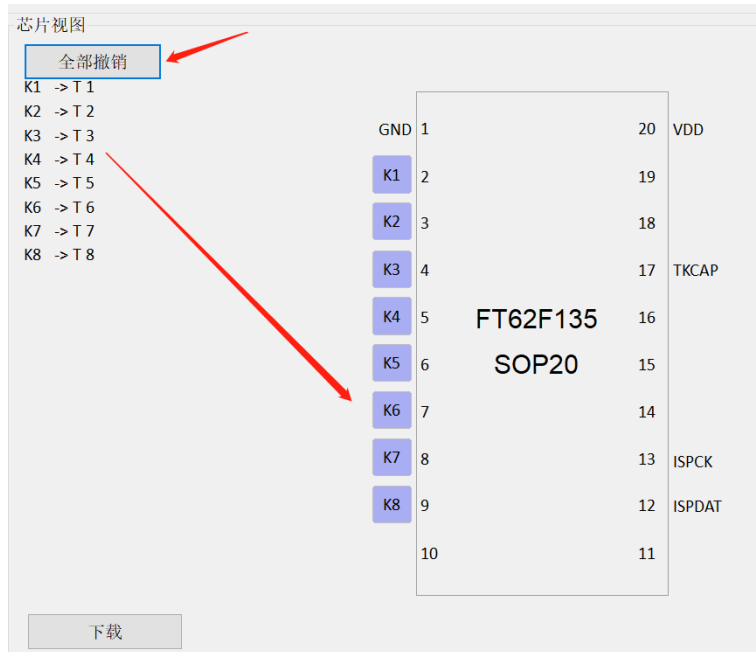 芯片视图
全部撤销
K1 -> T 1
K2 -> T 2
K3 -> T 3
K4 -> T 4
K5 -> T 5
K6 -> T 6
K7 -> T 7
K8 -> T 8
GND 1 20 VDD
K1 2 19
K2 3 18
K3 4 17 TKCAP
K4 5 FT62F135 16
K5 6 SOP20 15
K6 7 14
K7 8 13 ISPCK
K8 9 12 ISPDAT
10 11
下载